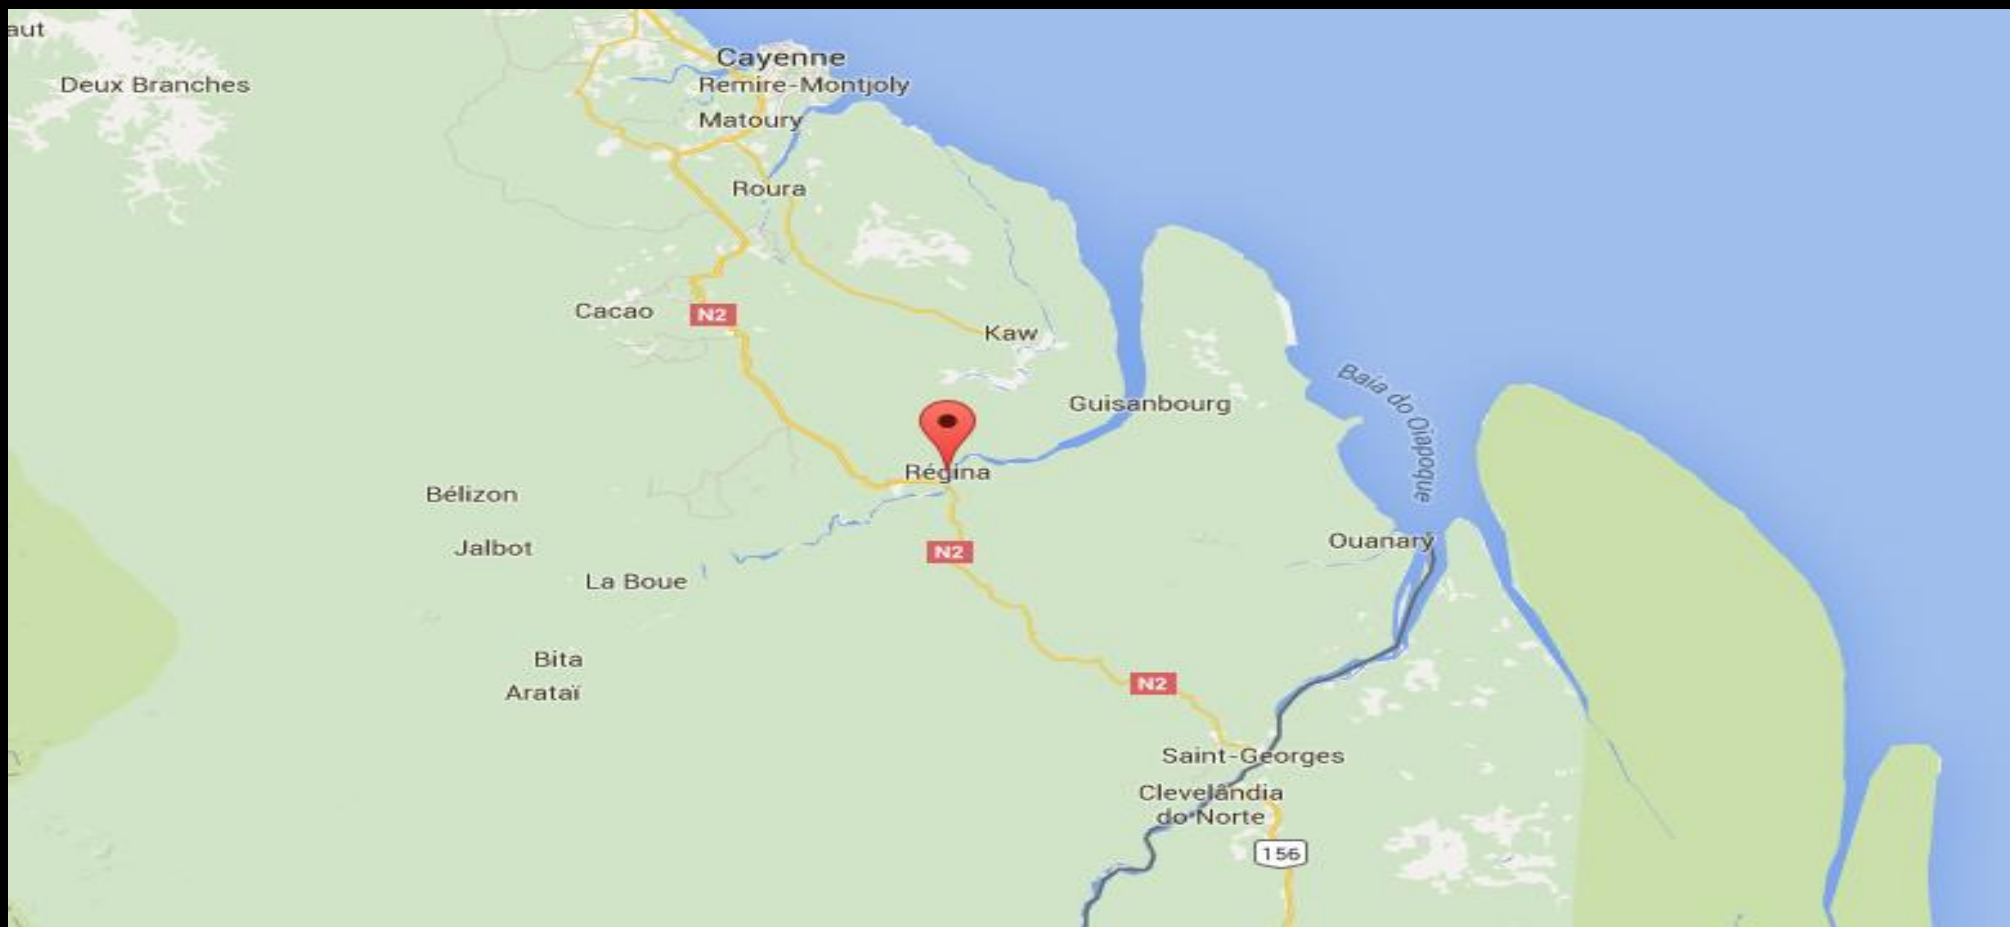 aut
Cayenne
Deux Branches
Remire-Montjoly
Matoury
Roura
Cacao
N2
Kaw
Baia do Oiapoque
Guisanbourg
Régina
Bélizon
Ouanary
Jalbot
N2
La Boue
Bita
N2
Arataï
Saint-Georges
Clevelândia
do Norte
156